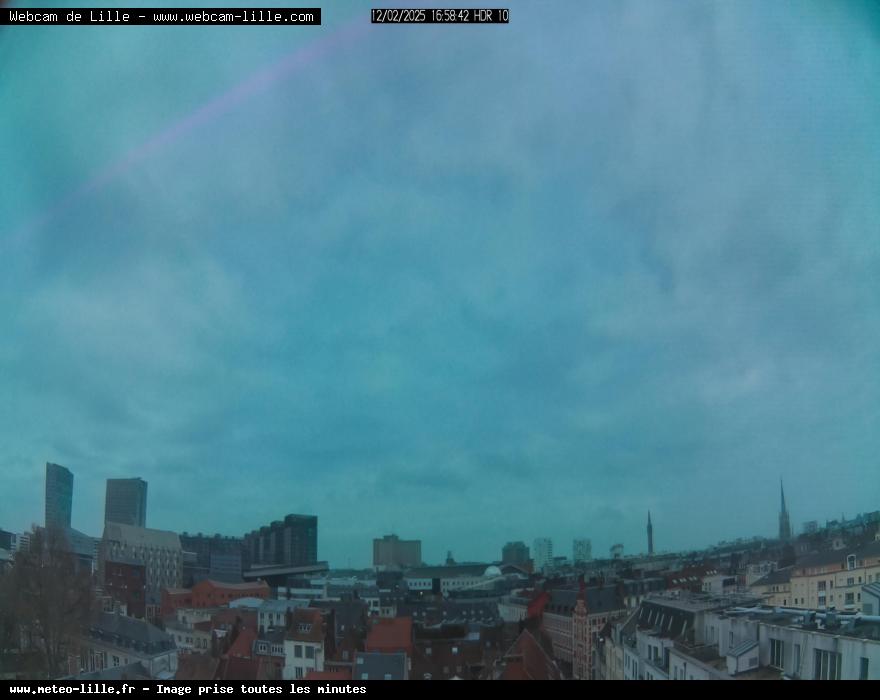 Webcam de Lille - www.webcam-lille.com
12/02/2025 16:58:42 HDR 10
www.meteo-lille.fr - Image prise toutes les minutes